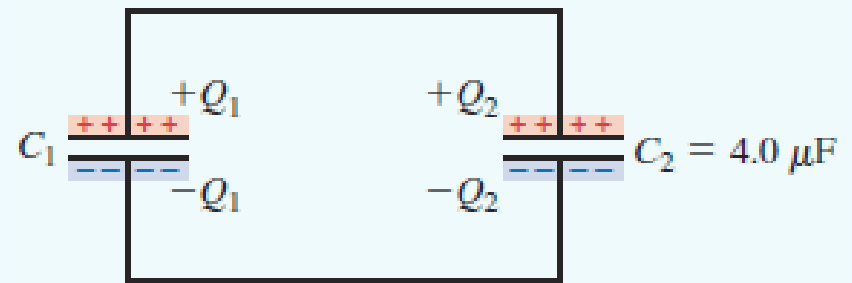 +Q₁ +Q₂
++++ ++++
C₁ C₂ = 4.0 μF
−−−− −−−−
−Q₁ −Q₂